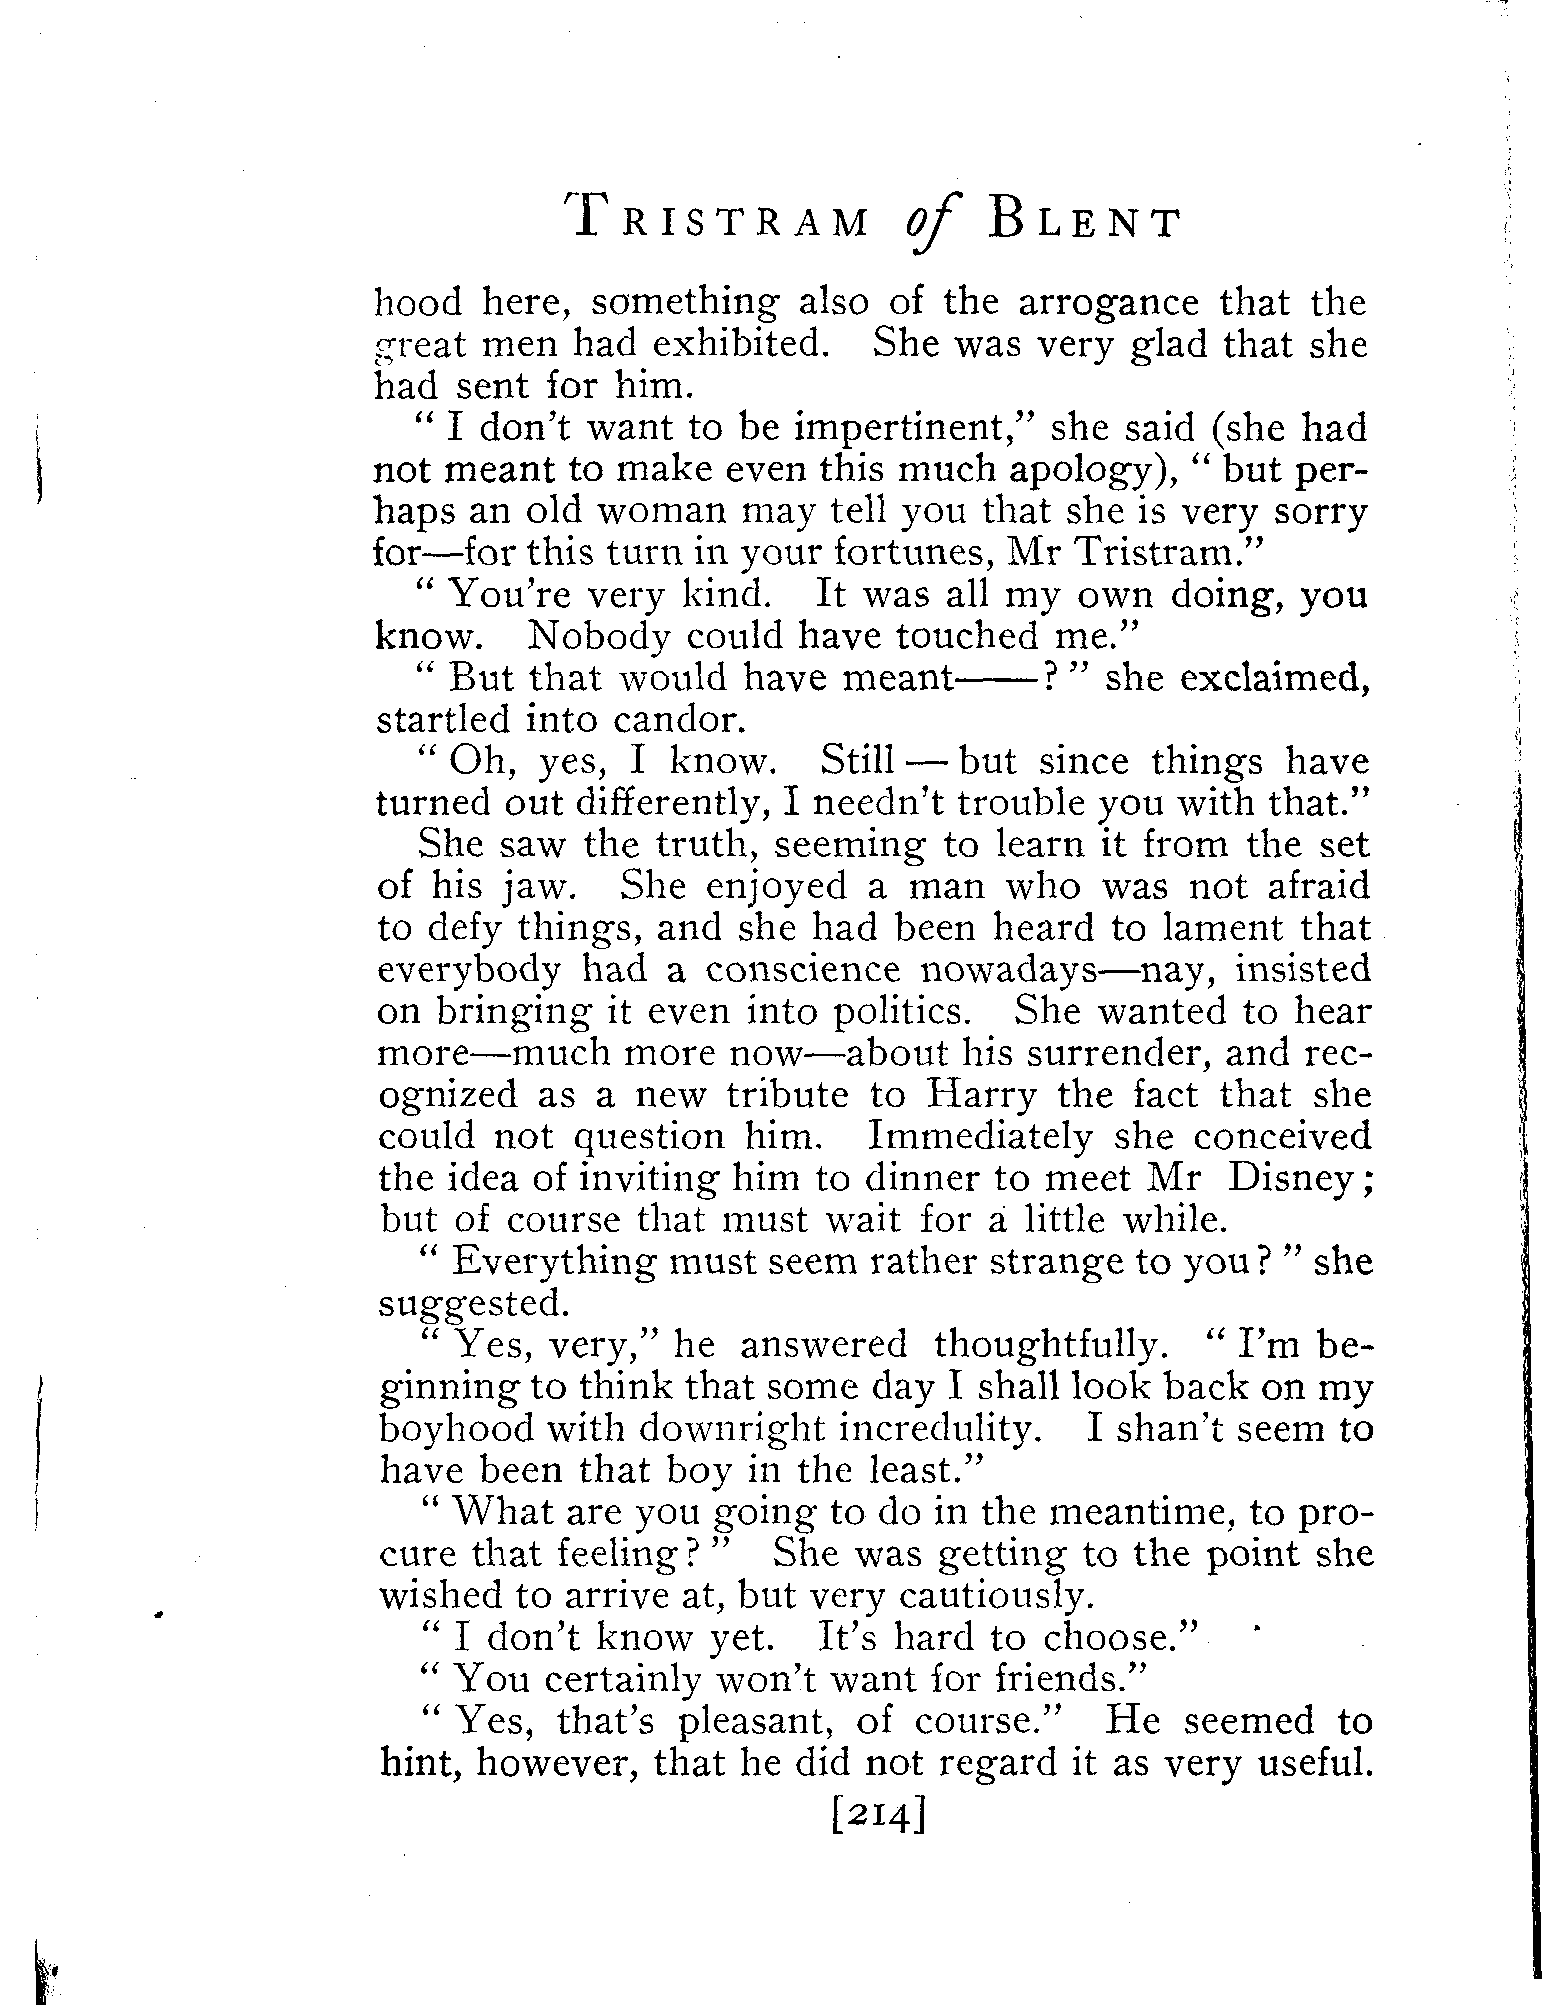 TRISTRAM of BLENT
hood here, something also of the arrogance that the
great men had exhibited. She was very glad that she
had sent for him.
" I don't want to be impertinent," she said (she had
not meant to make even this much apology), " but per-
haps an old woman may tell you that she is very sorry
for—for this turn in your fortunes, Mr Tristram."
" You're very kind. It was all my own doing, you
know. Nobody could have touched me."
" But that would have meant——? " she exclaimed,
startled into candor.
" Oh, yes, I know. Still — but since things have
turned out differently, I needn't trouble you with that."
She saw the truth, seeming to learn it from the set
of his jaw. She enjoyed a man who was not afraid
to defy things, and she had been heard to lament that
everybody had a conscience nowadays—nay, insisted
on bringing it even into politics. She wanted to hear
more—much more now—about his surrender, and rec-
ognized as a new tribute to Harry the fact that she
could not question him. Immediately she conceived
the idea of inviting him to dinner to meet Mr Disney;
but of course that must wait for a little while.
" Everything must seem rather strange to you? " she
suggested.
" Yes, very," he answered thoughtfully. " I'm be-
ginning to think that some day I shall look back on my
boyhood with downright incredulity. I shan't seem to
have been that boy in the least."
" What are you going to do in the meantime, to pro-
cure that feeling? " She was getting to the point she
wished to arrive at, but very cautiously.
" I don't know yet. It's hard to choose."
" You certainly won't want for friends."
" Yes, that's pleasant, of course." He seemed to
hint, however, that he did not regard it as very useful.
[214]